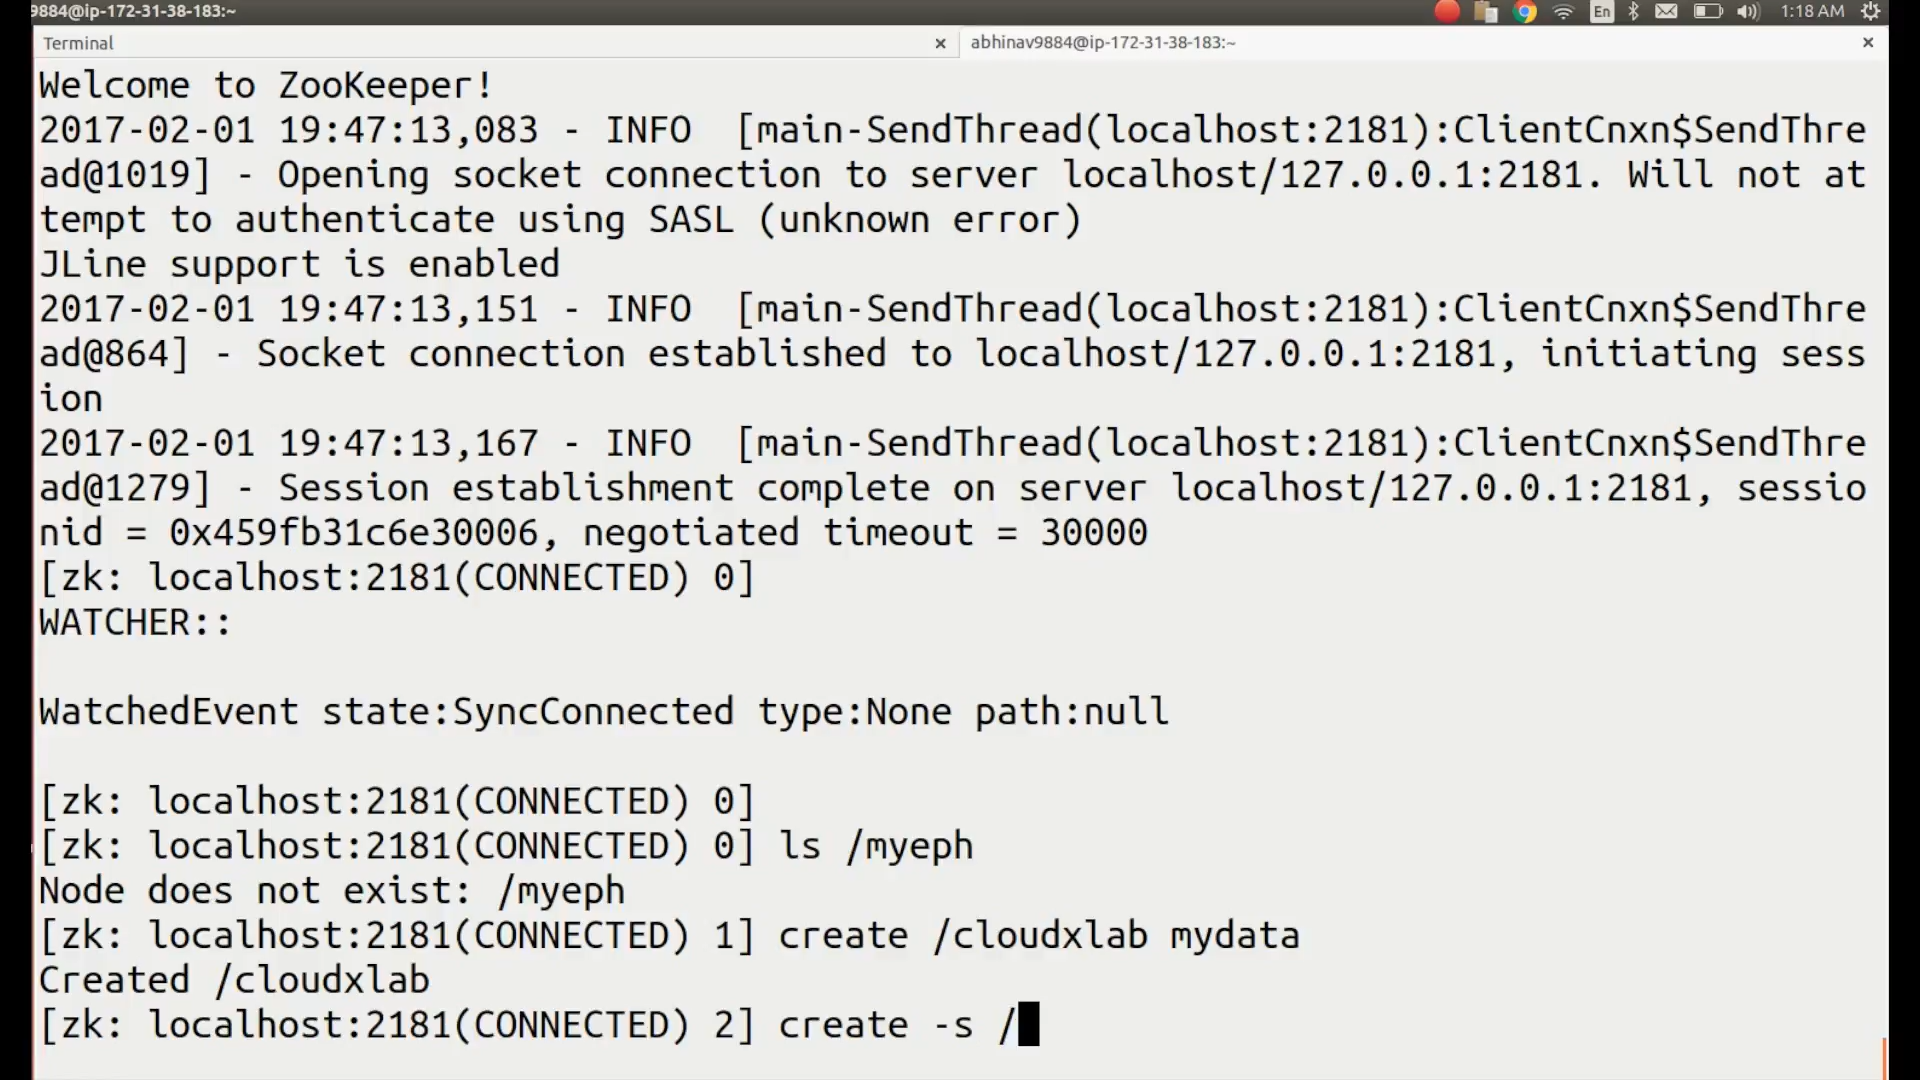 9884@ip-172-31-38-183:~
En 1:18 AM
Terminal × abhinav9884@ip-172-31-38-183:~ ×
Welcome to ZooKeeper!
2017-02-01 19:47:13,083 - INFO  [main-SendThread(localhost:2181):ClientCnxn$SendThre
ad@1019] - Opening socket connection to server localhost/127.0.0.1:2181. Will not at
tempt to authenticate using SASL (unknown error)
JLine support is enabled
2017-02-01 19:47:13,151 - INFO  [main-SendThread(localhost:2181):ClientCnxn$SendThre
ad@864] - Socket connection established to localhost/127.0.0.1:2181, initiating sess
ion
2017-02-01 19:47:13,167 - INFO  [main-SendThread(localhost:2181):ClientCnxn$SendThre
ad@1279] - Session establishment complete on server localhost/127.0.0.1:2181, sessio
nid = 0x459fb31c6e30006, negotiated timeout = 30000
[zk: localhost:2181(CONNECTED) 0]
WATCHER::
WatchedEvent state:SyncConnected type:None path:null
[zk: localhost:2181(CONNECTED) 0]
[zk: localhost:2181(CONNECTED) 0] ls /myeph
Node does not exist: /myeph
[zk: localhost:2181(CONNECTED) 1] create /cloudxlab mydata
Created /cloudxlab
[zk: localhost:2181(CONNECTED) 2] create -s /